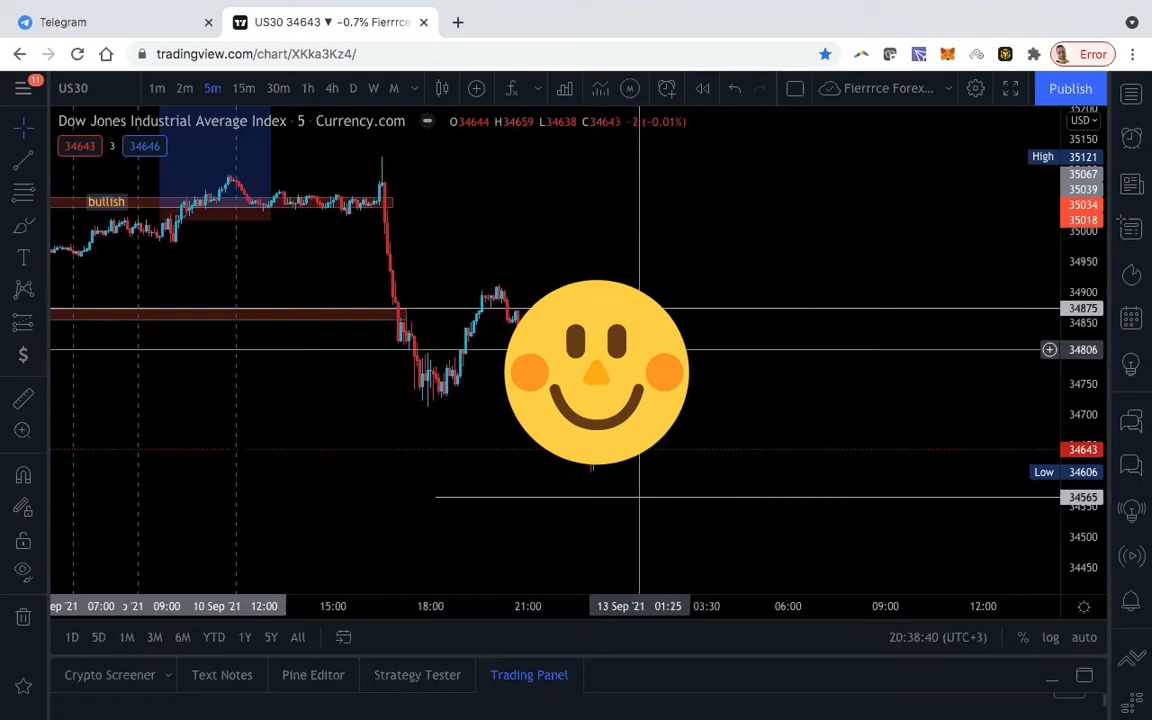 Telegram
US30 34643 ▼ −0.7% Fierrrce
tradingview.com/chart/XKka3Kz4/
Error
11
US30
1m 2m 5m 15m 30m 1h 4h D W M
M
Fierrrce Forex...
Publish
Dow Jones Industrial Average Index · 5 · Currency.com
O34644 H34659 L34638 C34643 −2 (−0.01%)
34643 3 34646
bullish
35200
USD
35150
High 35121
35067
35039
35034
35018
35000
34950
34900
34875
34850
34806
34750
34700
34643
Low 34606
34565
34550
34500
34450
ep '21 07:00 p '21 09:00 10 Sep '21 12:00 15:00 18:00 21:00 13 Sep '21 01:25 03:30 06:00 09:00 12:00
1D 5D 1M 3M 6M YTD 1Y 5Y All
20:38:40 (UTC+3) % log auto
Crypto Screener Text Notes Pine Editor Strategy Tester Trading Panel